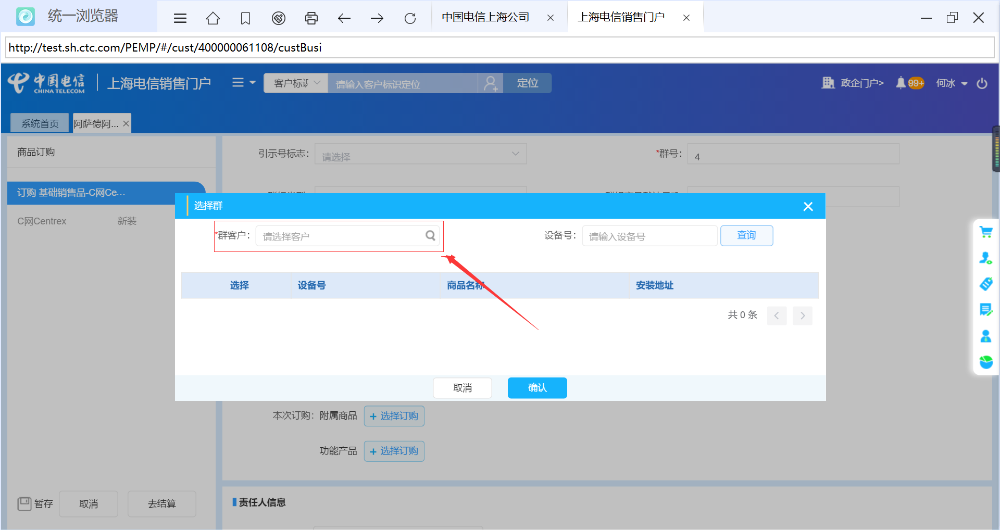 统一浏览器
中国电信上海公司
上海电信销售门户
http://test.sh.ctc.com/PEMP/#/cust/400000061108/custBusi
中国电信
CHINA TELECOM
上海电信销售门户
客户标识
请输入客户标识定位
定位
政企门户>
99+
何冰
系统首页
阿萨德阿...
商品订购
引示号标志：
请选择
*群号：
4
订购 基础销售品-C网Ce...
C网Centrex
新装
选择群
*群客户：
请选择客户
设备号：
请输入设备号
查询
选择
设备号
商品名称
安装地址
共 0 条
取消
确认
本次订购：
附属商品
+ 选择订购
功能产品
+ 选择订购
暂存
取消
去结算
责任人信息